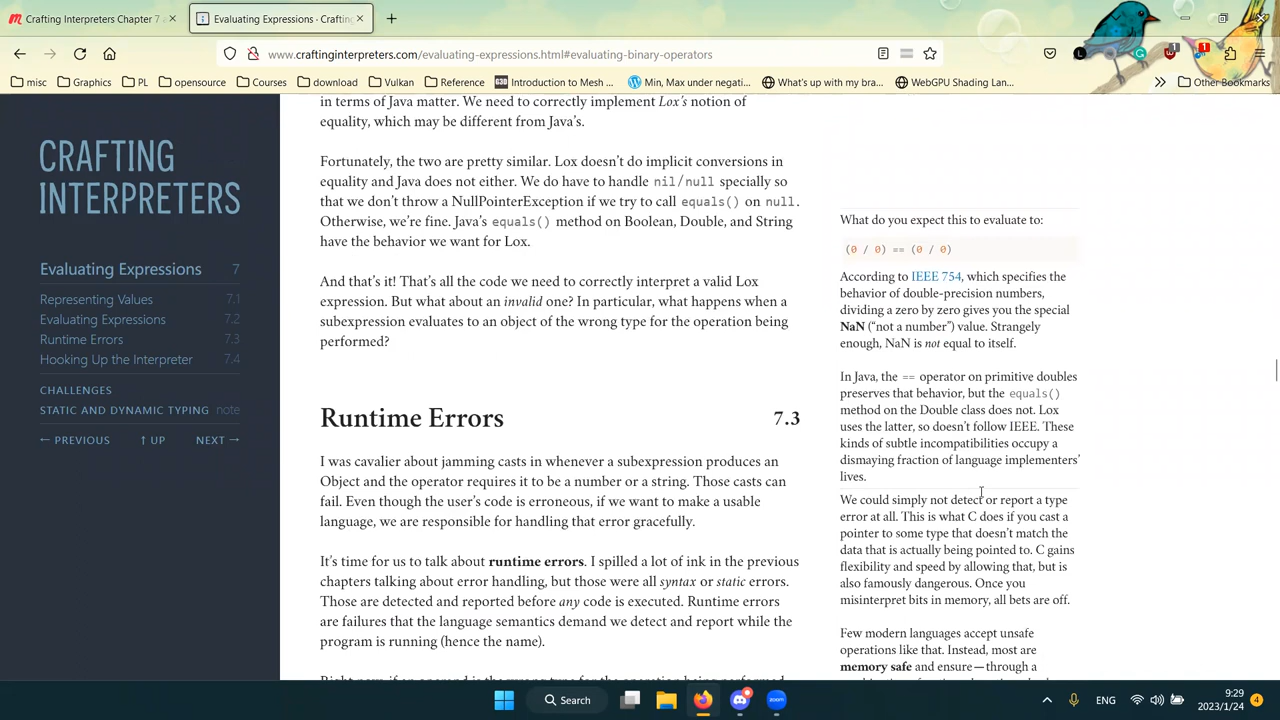 Crafting Interpreters Chapter 7
Evaluating Expressions · Crafting
www.craftinginterpreters.com/evaluating-expressions.html#evaluating-binary-operators
misc
Graphics
PL
opensource
Courses
download
Vulkan
Reference
Introduction to Mesh ...
Min, Max under negati...
What's up with my bra...
WebGPU Shading Lan...
Other Bookmarks
CRAFTING
INTERPRETERS
Evaluating Expressions 7
Representing Values 7.1
Evaluating Expressions 7.2
Runtime Errors 7.3
Hooking Up the Interpreter 7.4
CHALLENGES
STATIC AND DYNAMIC TYPING note
← PREVIOUS ↑ UP NEXT →
in terms of Java matter. We need to correctly implement Lox's notion of
equality, which may be different from Java's.
Fortunately, the two are pretty similar. Lox doesn't do implicit conversions in
equality and Java does not either. We do have to handle nil/null specially so
that we don't throw a NullPointerException if we try to call equals() on null.
Otherwise, we're fine. Java's equals() method on Boolean, Double, and String
have the behavior we want for Lox.
And that's it! That's all the code we need to correctly interpret a valid Lox
expression. But what about an invalid one? In particular, what happens when a
subexpression evaluates to an object of the wrong type for the operation being
performed?
Runtime Errors 7.3
I was cavalier about jamming casts in whenever a subexpression produces an
Object and the operator requires it to be a number or a string. Those casts can
fail. Even though the user's code is erroneous, if we want to make a usable
language, we are responsible for handling that error gracefully.
It's time for us to talk about runtime errors. I spilled a lot of ink in the previous
chapters talking about error handling, but those were all syntax or static errors.
Those are detected and reported before any code is executed. Runtime errors
are failures that the language semantics demand we detect and report while the
program is running (hence the name).
What do you expect this to evaluate to:
(0 / 0) == (0 / 0)
According to IEEE 754, which specifies the
behavior of double-precision numbers,
dividing a zero by zero gives you the special
NaN (“not a number”) value. Strangely
enough, NaN is not equal to itself.
In Java, the == operator on primitive doubles
preserves that behavior, but the equals()
method on the Double class does not. Lox
uses the latter, so doesn't follow IEEE. These
kinds of subtle incompatibilities occupy a
dismaying fraction of language implementers'
lives.
We could simply not detect or report a type
error at all. This is what C does if you cast a
pointer to some type that doesn't match the
data that is actually being pointed to. C gains
flexibility and speed by allowing that, but is
also famously dangerous. Once you
misinterpret bits in memory, all bets are off.
Few modern languages accept unsafe
operations like that. Instead, most are
memory safe and ensure—through a
Search
zoom
ENG
9:29
2023/1/24
4